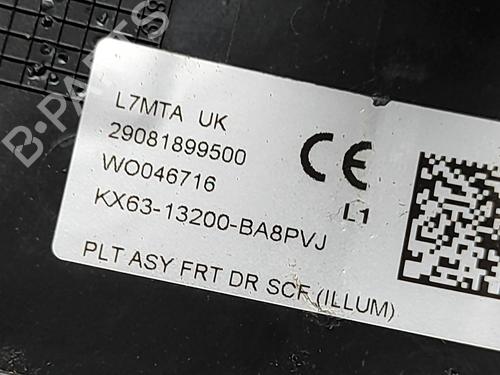 B-PARTS
L7MTA UK
29081899500
WO046716
CE
L1
KX63-13200-BA8PVJ
PLT ASY FRT DR SCF (ILLUM)